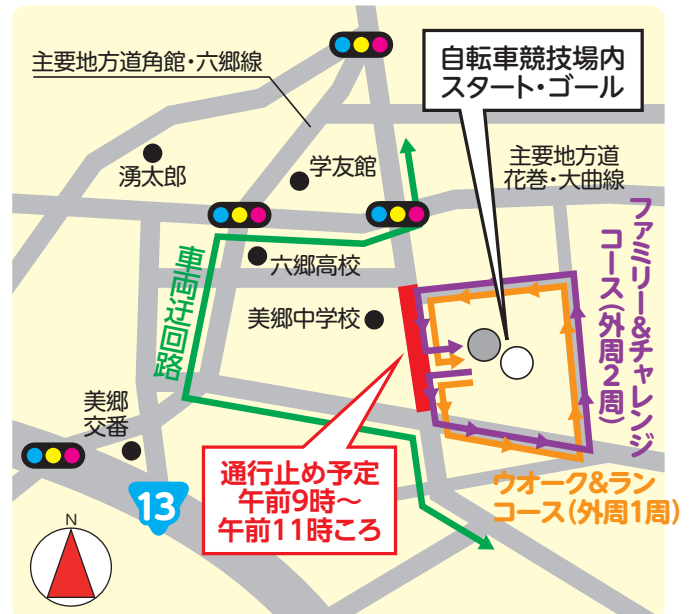 主要地方道角館・六郷線
自転車競技場内
スタート・ゴール
湧太郎
学友館
主要地方道
花巻・大曲線
六郷高校
車両迂回路
美郷中学校
ファミリー&チャレンジ
コース(外周2周)
美郷
交番
通行止め予定
午前9時〜
午前11時ころ
ウオーク&ラン
コース(外周1周)
13
N